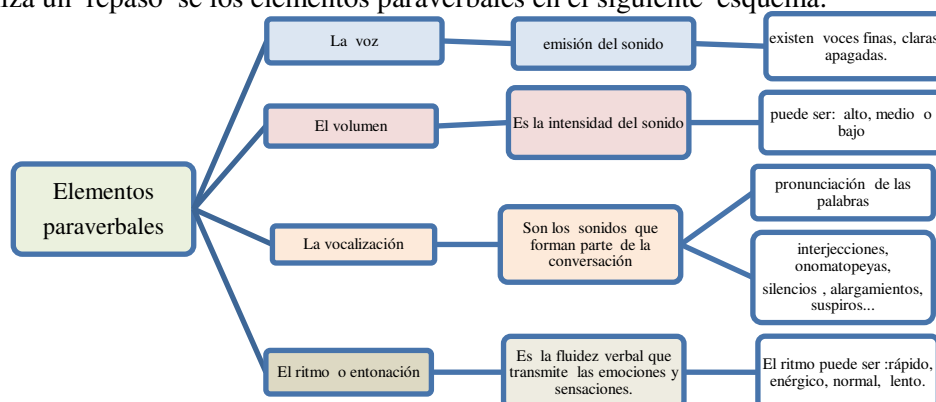 iza un repaso se los elementos paraverbales en el siguiente esquema:
Elementos
paraverbales
La voz
emisión del sonido
existen voces finas, claras
apagadas.
El volumen
Es la intensidad del sonido
puede ser: alto, medio o
bajo
La vocalización
Son los sonidos que
forman parte de la
conversación
pronunciación de las
palabras
interjecciones,
onomatopeyas,
silencios , alargamientos,
suspiros...
El ritmo o entonación
Es la fluidez verbal que
transmite las emociones y
sensaciones.
El ritmo puede ser :rápido,
enérgico, normal, lento.